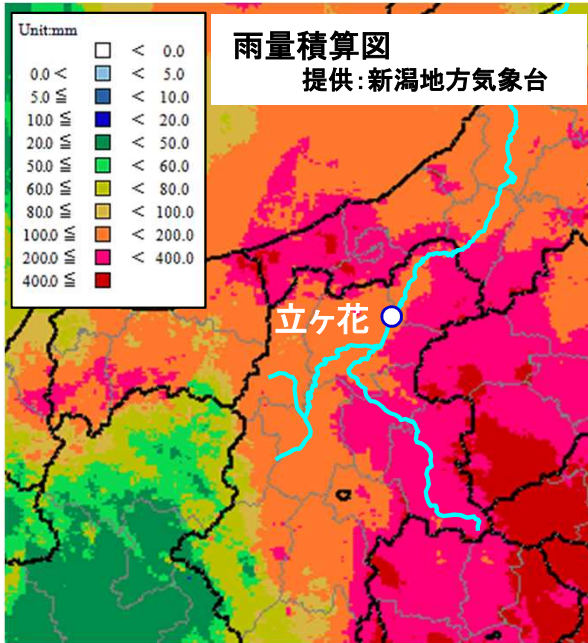 雨量積算図
提供:新潟地方気象台
Unit:mm
< 0.0
0.0 < < 5.0
5.0 ≦ < 10.0
10.0 ≦ < 20.0
20.0 ≦ < 50.0
50.0 ≦ < 60.0
60.0 ≦ < 80.0
80.0 ≦ < 100.0
100.0 ≦ < 200.0
200.0 ≦ < 400.0
400.0 ≦
立ヶ花